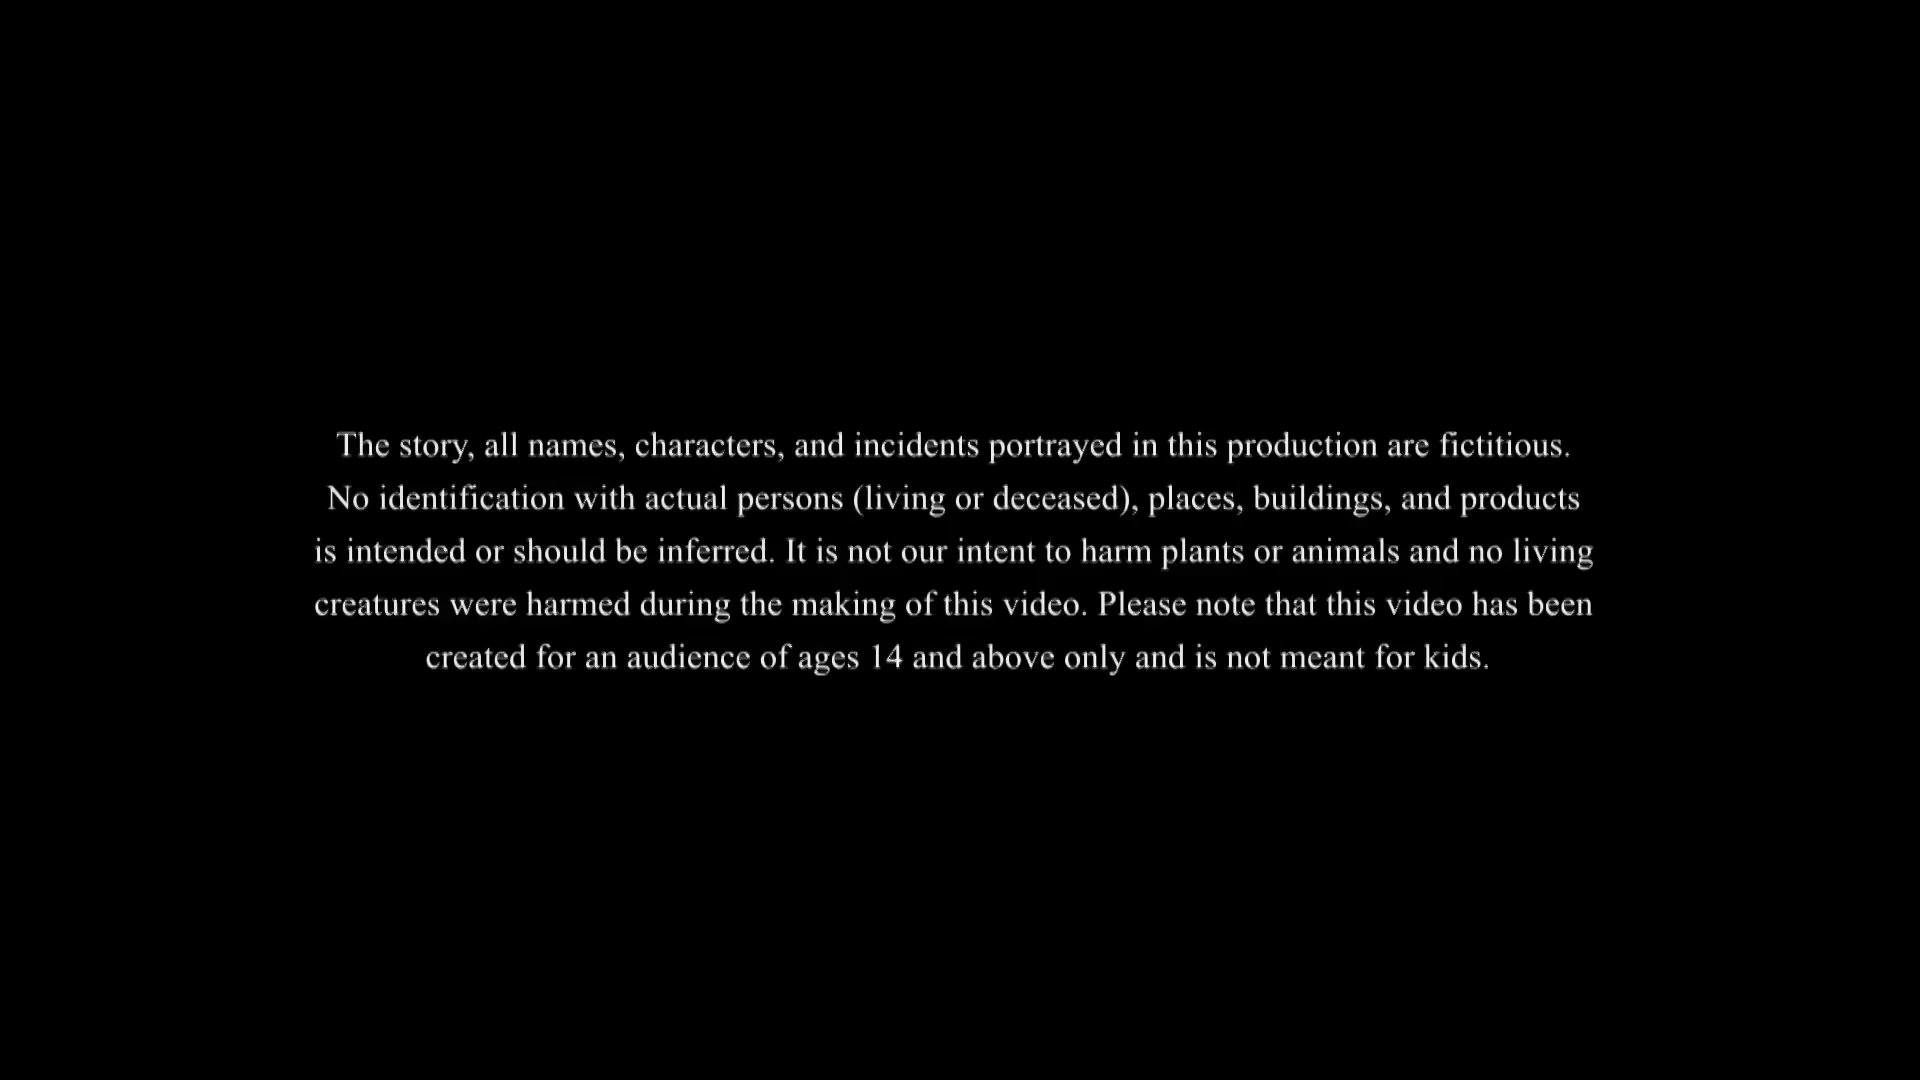 The story, all names, characters, and incidents portrayed in this production are fictitious.
No identification with actual persons (living or deceased), places, buildings, and products
is intended or should be inferred. It is not our intent to harm plants or animals and no living
creatures were harmed during the making of this video. Please note that this video has been
created for an audience of ages 14 and above only and is not meant for kids.